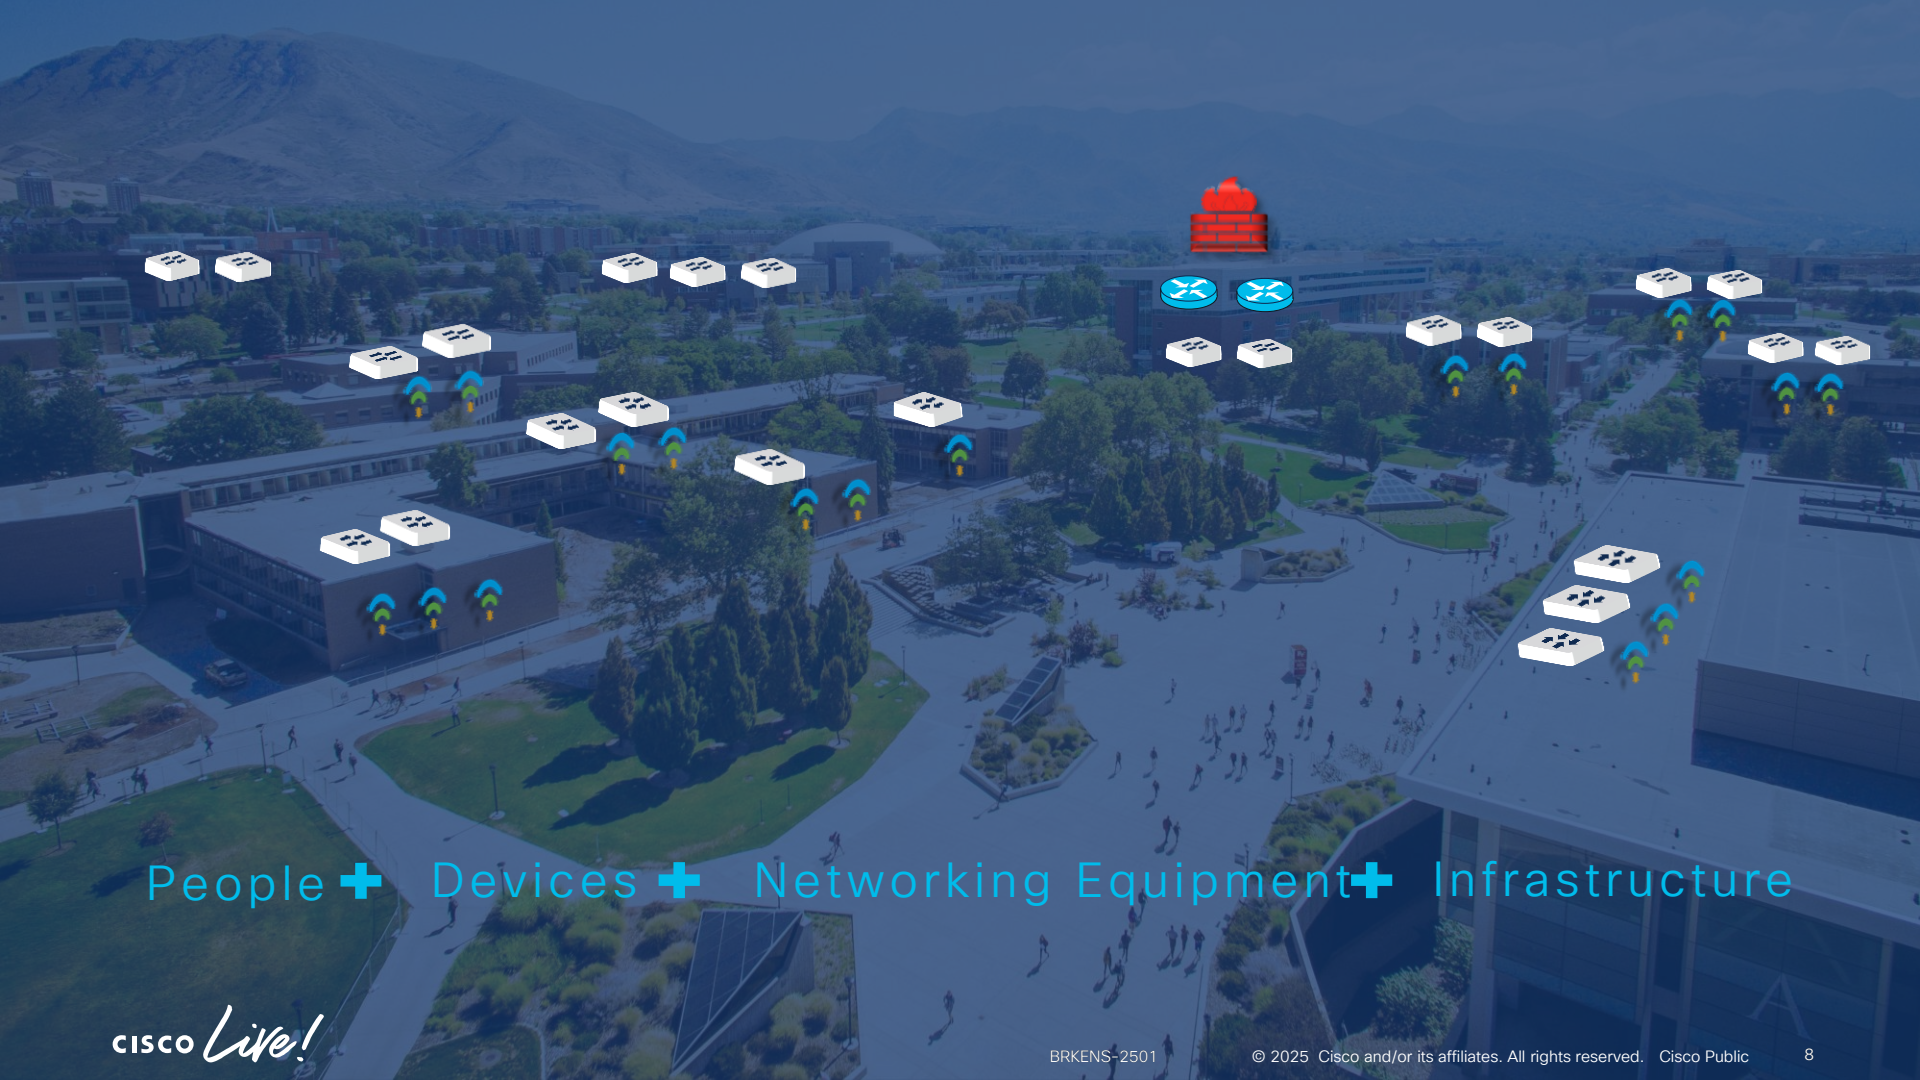 People + Devices + Networking Equipment + Infrastructure
CISCO Live!
BRKENS-2501
© 2025 Cisco and/or its affiliates. All rights reserved. Cisco Public
8